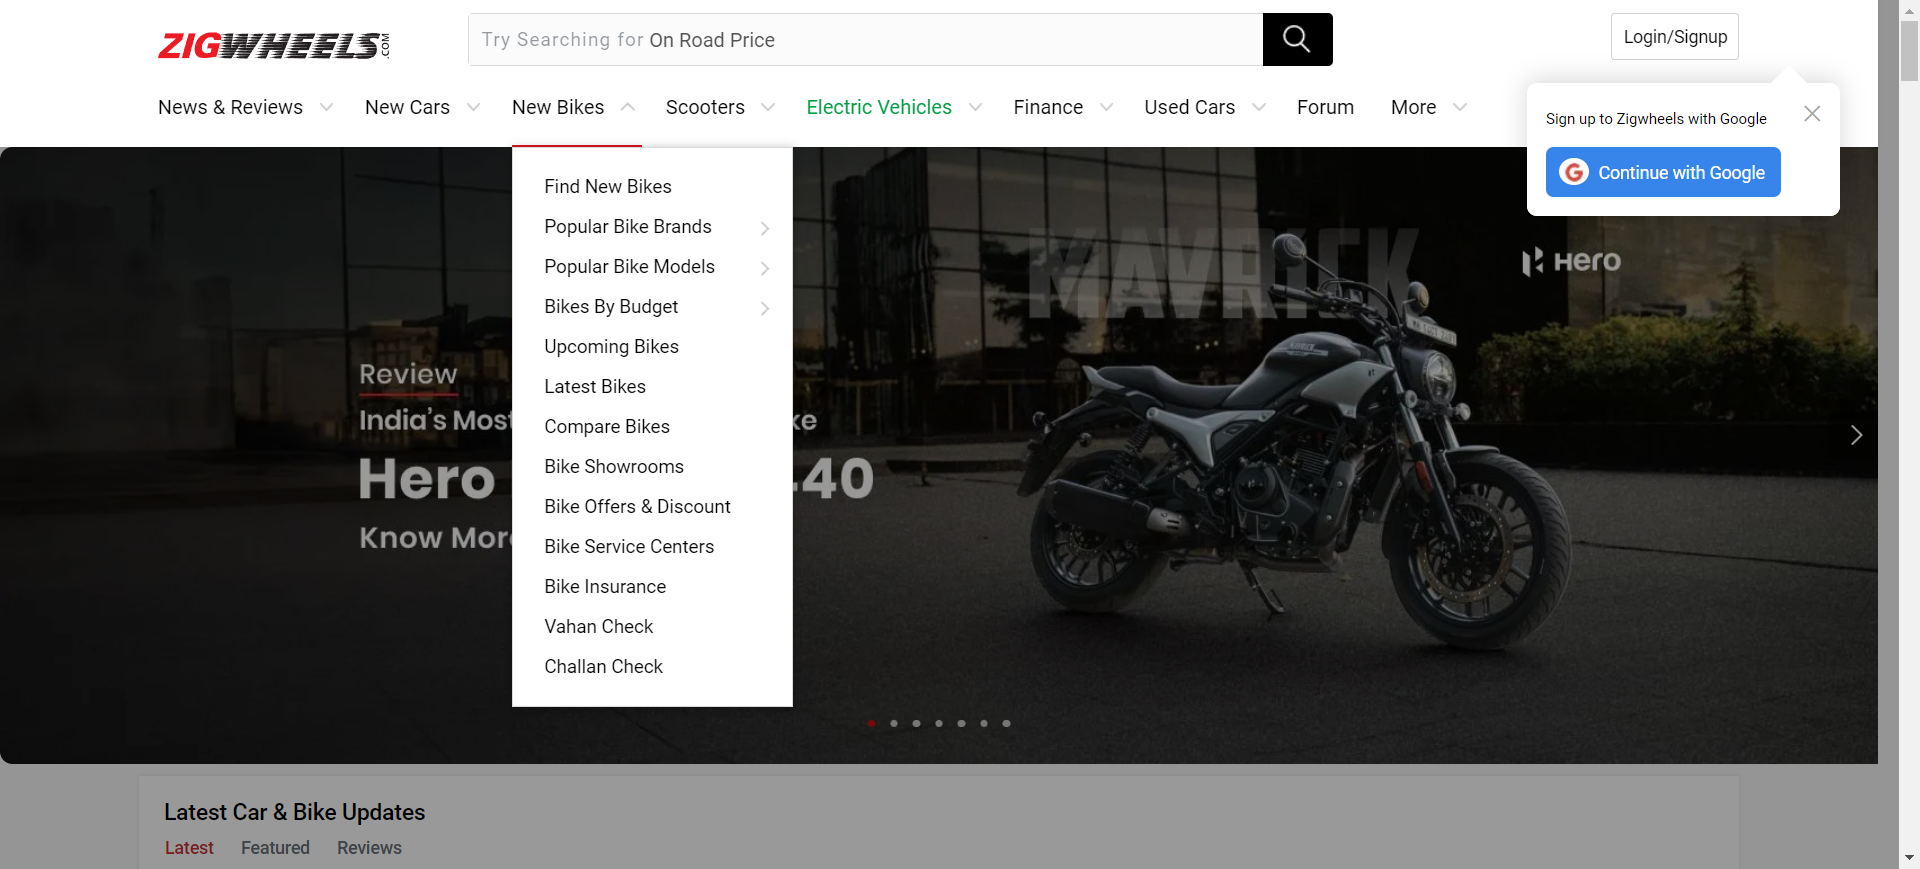 ZIGWHEELS.COM
Try Searching for On Road Price
Login/Signup
News & Reviews
New Cars
New Bikes
Scooters
Electric Vehicles
Finance
Used Cars
Forum
More
Sign up to Zigwheels with Google
G Continue with Google
Find New Bikes
Popular Bike Brands
Popular Bike Models
Bikes By Budget
Upcoming Bikes
Latest Bikes
Compare Bikes
Bike Showrooms
Bike Offers & Discount
Bike Service Centers
Bike Insurance
Vahan Check
Challan Check
MAVRICK
Hero
Review
India's Most
Hero 40
Know Mor
Latest Car & Bike Updates
Latest
Featured
Reviews